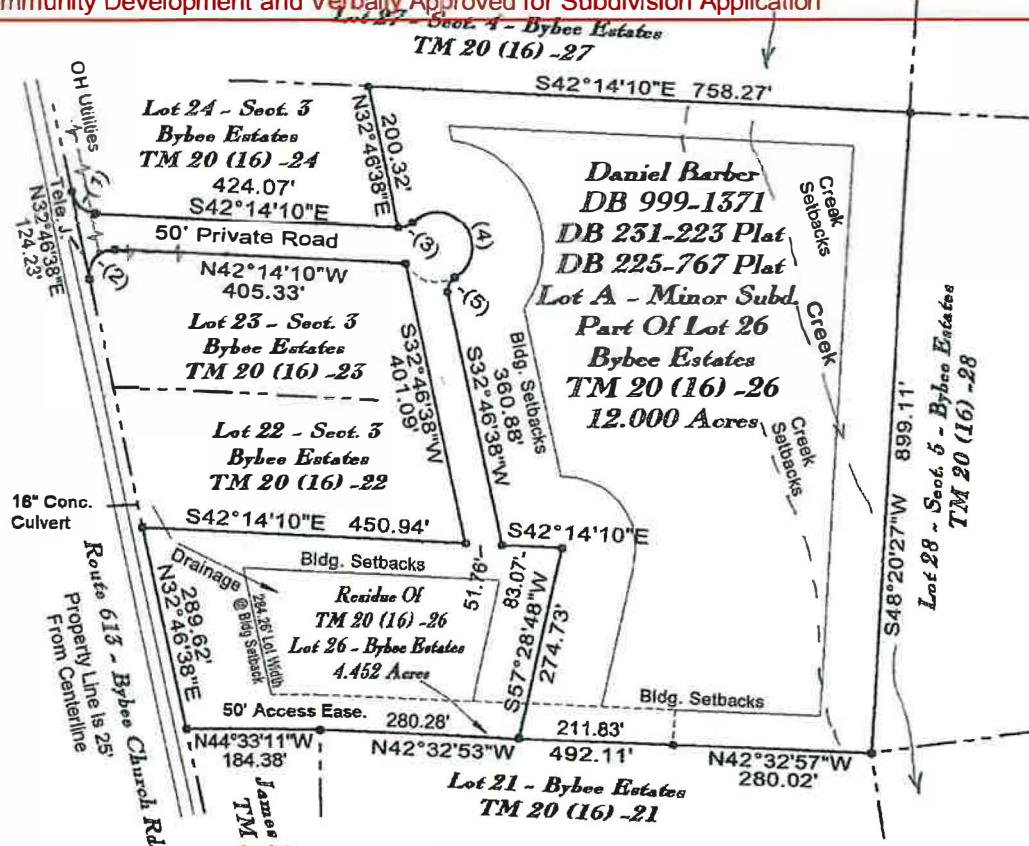 mmunity Development and Verbally Approved for Subdivision Application
Lot 27 - Sect. 4 - Bybee Estates
TM 20 (16) -27
S42°14'10"E 758.27'
OH Utilities
Lot 24 - Sect. 3
Bybee Estates
TM 20 (16) -24
424.07'
S42°14'10"E
50' Private Road
N42°14'10"W
405.33'
200.32'
N32°46'38"E
(3)
(4)
(5)
(2)
Tele. J.
N32°46'38"E
124.23'
Daniel Barber
DB 999-1371
DB 231-223 Plat
DB 225-767 Plat
Lot A - Minor Subd.
Part Of Lot 26
Bybee Estates
TM 20 (16) -26
12.000 Acres
Creek
Setbacks
Creek
Creek
Setbacks
Lot 23 - Sect. 3
Bybee Estates
TM 20 (16) -23
S32°46'38"W
401.09'
360.88'
S32°46'38"W
Bldg. Setbacks
Lot 22 - Sect. 3
Bybee Estates
TM 20 (16) -22
S48°20'27"W 899.11'
Lot 28 - Sect. 5 - Bybee Estates
TM 20 (16) -28
16" Conc.
Culvert
S42°14'10"E 450.94'
S42°14'10"E
51.76'
83.07'
Drainage
Bldg. Setbacks
284.26' Lot Width
@ Bldg Setback
Residue Of
TM 20 (16) -26
Lot 26 - Bybee Estates
4.452 Acres
S57°28'48"W
274.73'
289.62'
N32°46'38"E
Route 613 - Bybee Church Rd.
Property Line Is 25'
From Centerline
Bldg. Setbacks
50' Access Ease.
280.28'
211.83'
N44°33'11"W
184.38'
N42°32'53"W
492.11'
N42°32'57"W
280.02'
Lot 21 - Bybee Estates
TM 20 (16) -21
James
TM